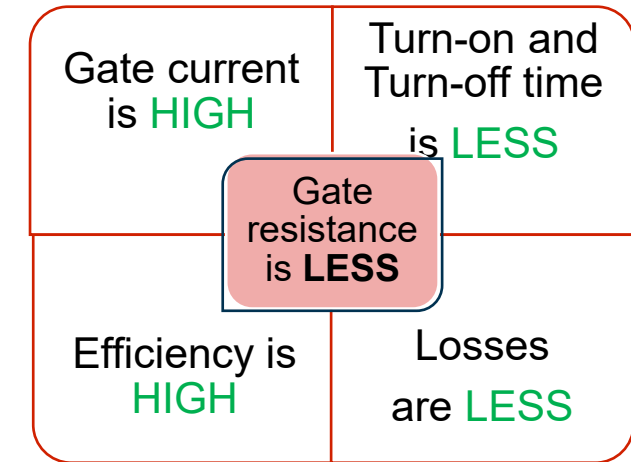 Gate current
is HIGH
Turn-on and
Turn-off time
is LESS
Gate
resistance
is LESS
Efficiency is
HIGH
Losses
are LESS